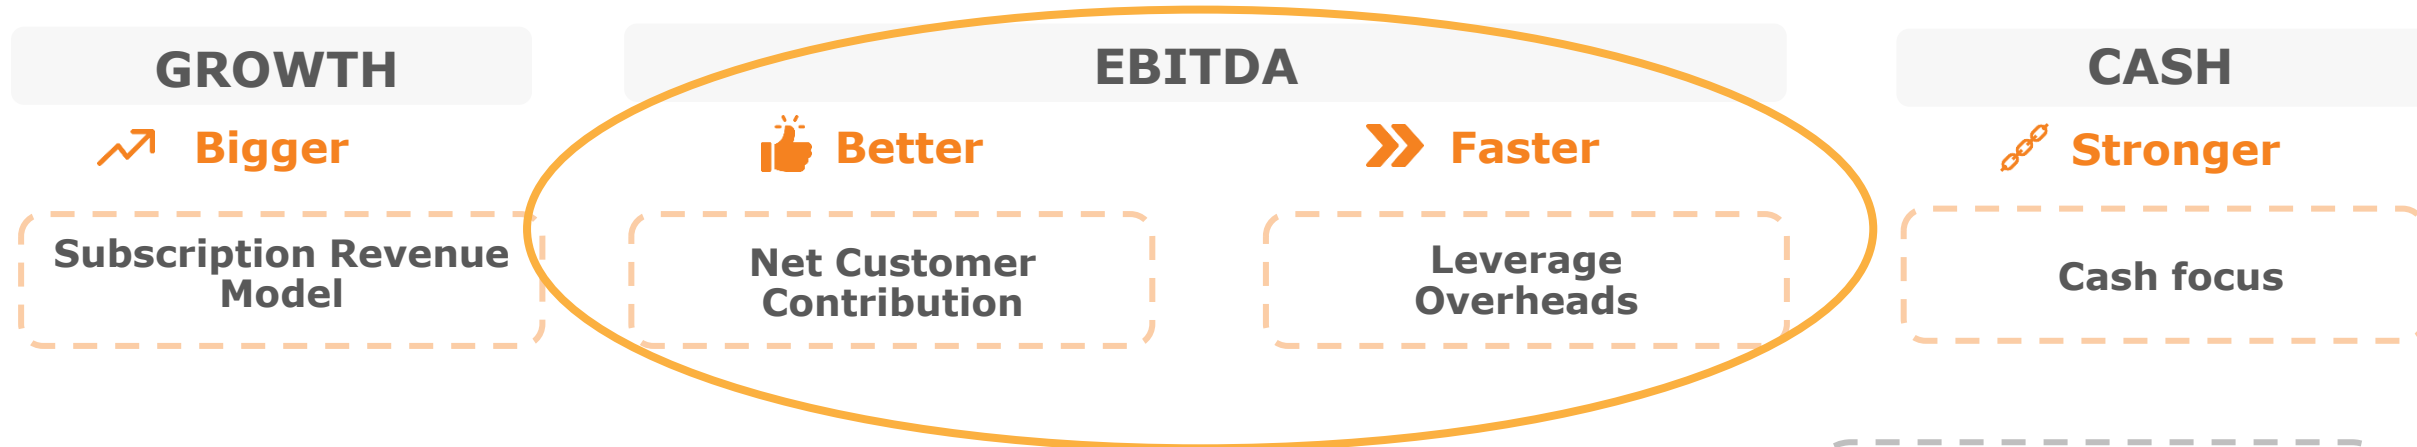 GROWTH
EBITDA
CASH
Bigger
Better
Faster
Stronger
Subscription Revenue
Model
Net Customer
Contribution
Leverage
Overheads
Cash focus